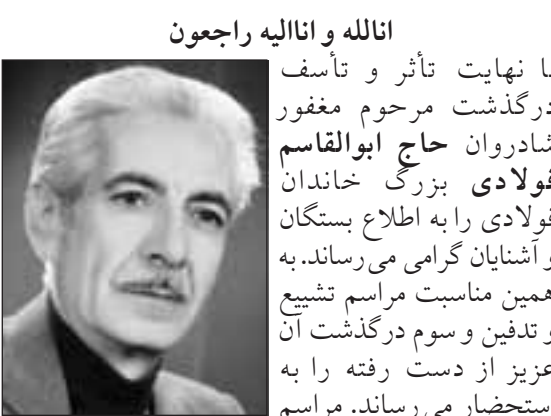 اناللە و اناالیە راجعون
با نهایت تأثر و تأسف
درگذشت مرحوم مغفور
شادروان حاج ابوالقاسم
فولادی بزرگ خاندان
فولادی را به اطلاع بستگان
و آشنایان گرامی می‌رساند. به
همین مناسبت مراسم تشییع
و تدفین و سوم درگذشت آن
عزیز از دست رفته را به
استحضار می‌رساند. مراسم